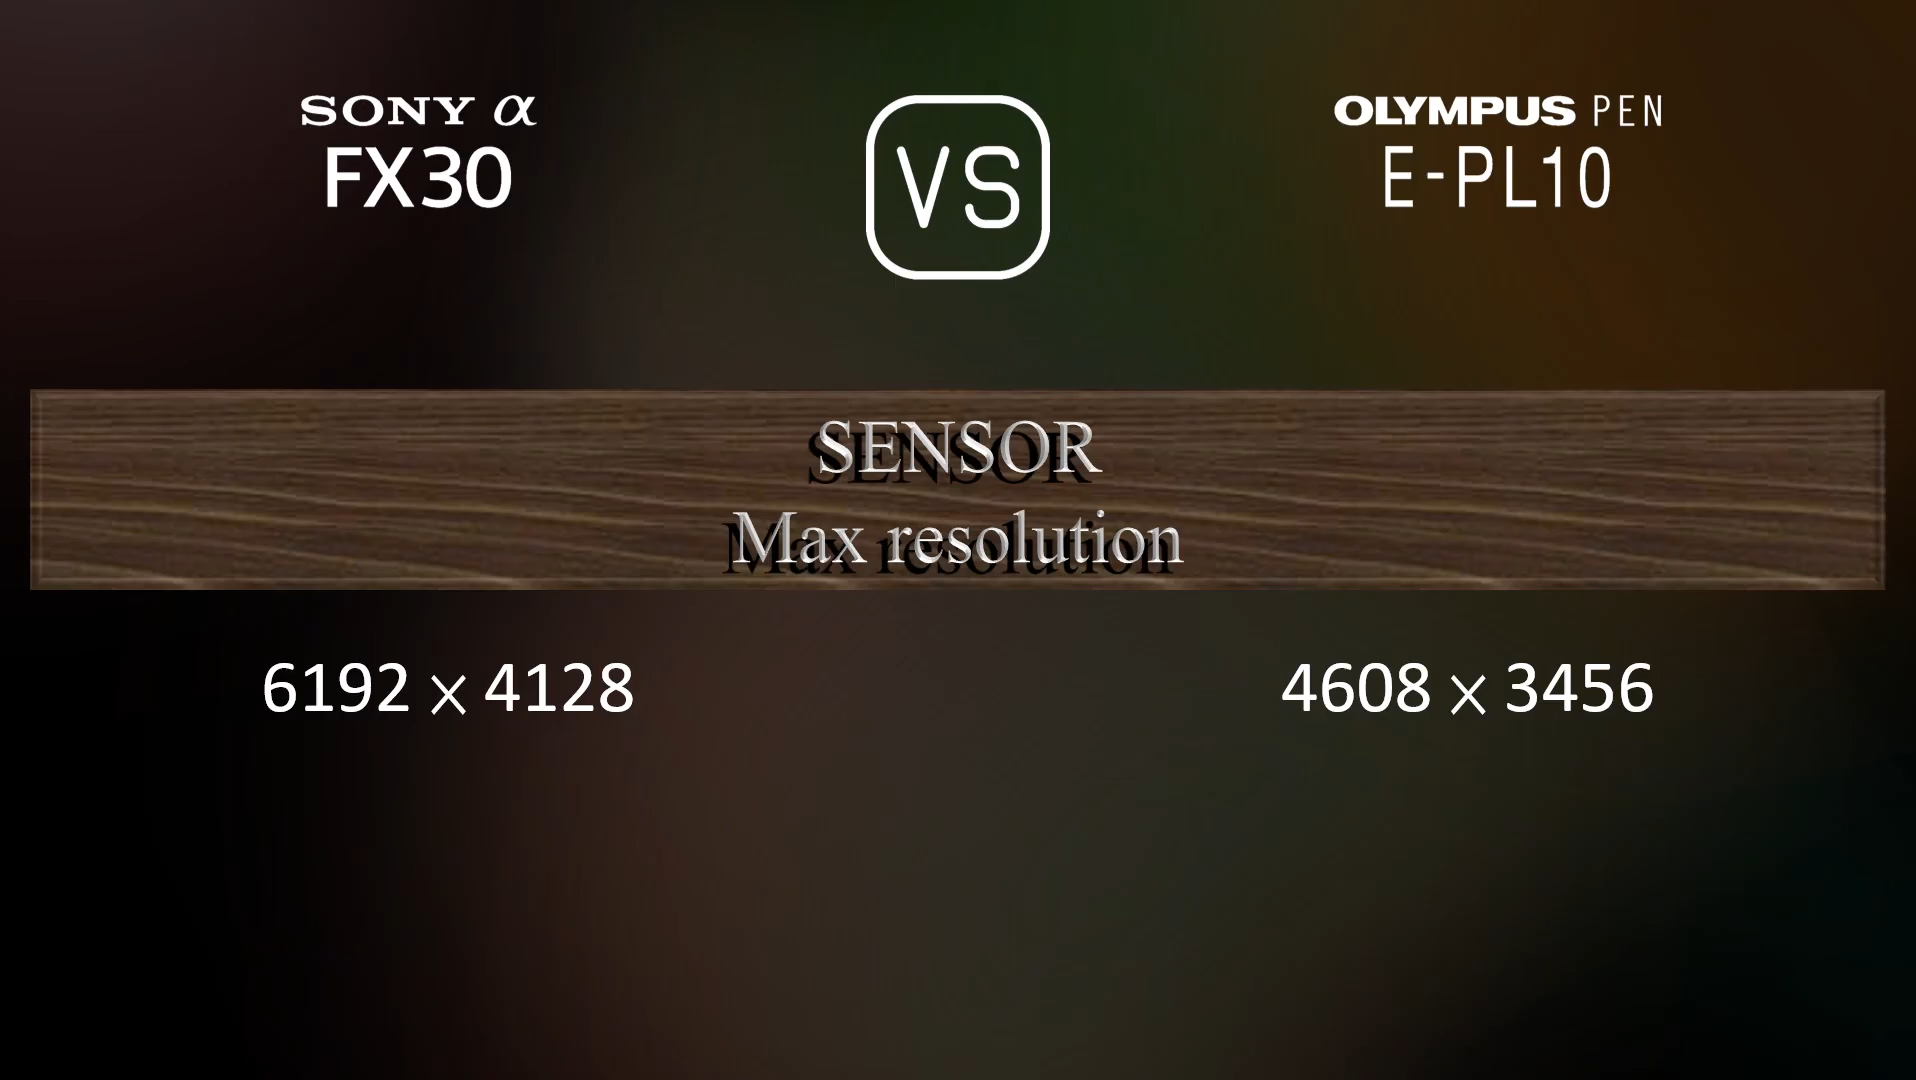 SONY α
FX30
VS
OLYMPUS PEN
E-PL10
SENSOR
Max resolution
6192 x 4128
4608 x 3456